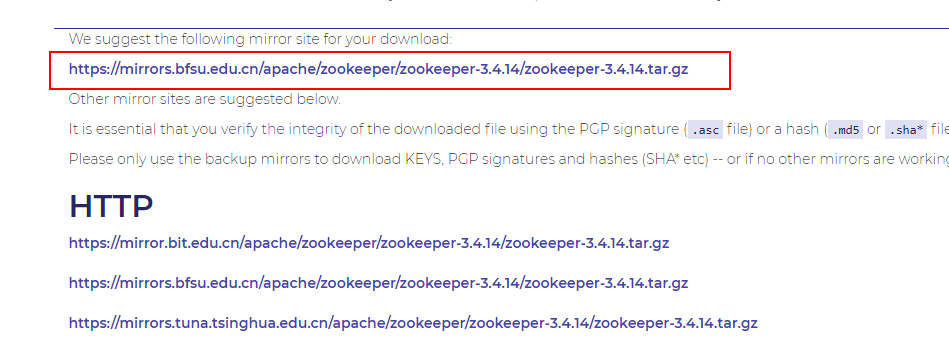 We suggest the following mirror site for your download:
https://mirrors.bfsu.edu.cn/apache/zookeeper/zookeeper-3.4.14/zookeeper-3.4.14.tar.gz
Other mirror sites are suggested below.
It is essential that you verify the integrity of the downloaded file using the PGP signature ( .asc file) or a hash ( .md5 or .sha* file
Please only use the backup mirrors to download KEYS, PGP signatures and hashes (SHA* etc) -- or if no other mirrors are working
HTTP
https://mirror.bit.edu.cn/apache/zookeeper/zookeeper-3.4.14/zookeeper-3.4.14.tar.gz
https://mirrors.bfsu.edu.cn/apache/zookeeper/zookeeper-3.4.14/zookeeper-3.4.14.tar.gz
https://mirrors.tuna.tsinghua.edu.cn/apache/zookeeper/zookeeper-3.4.14/zookeeper-3.4.14.tar.gz